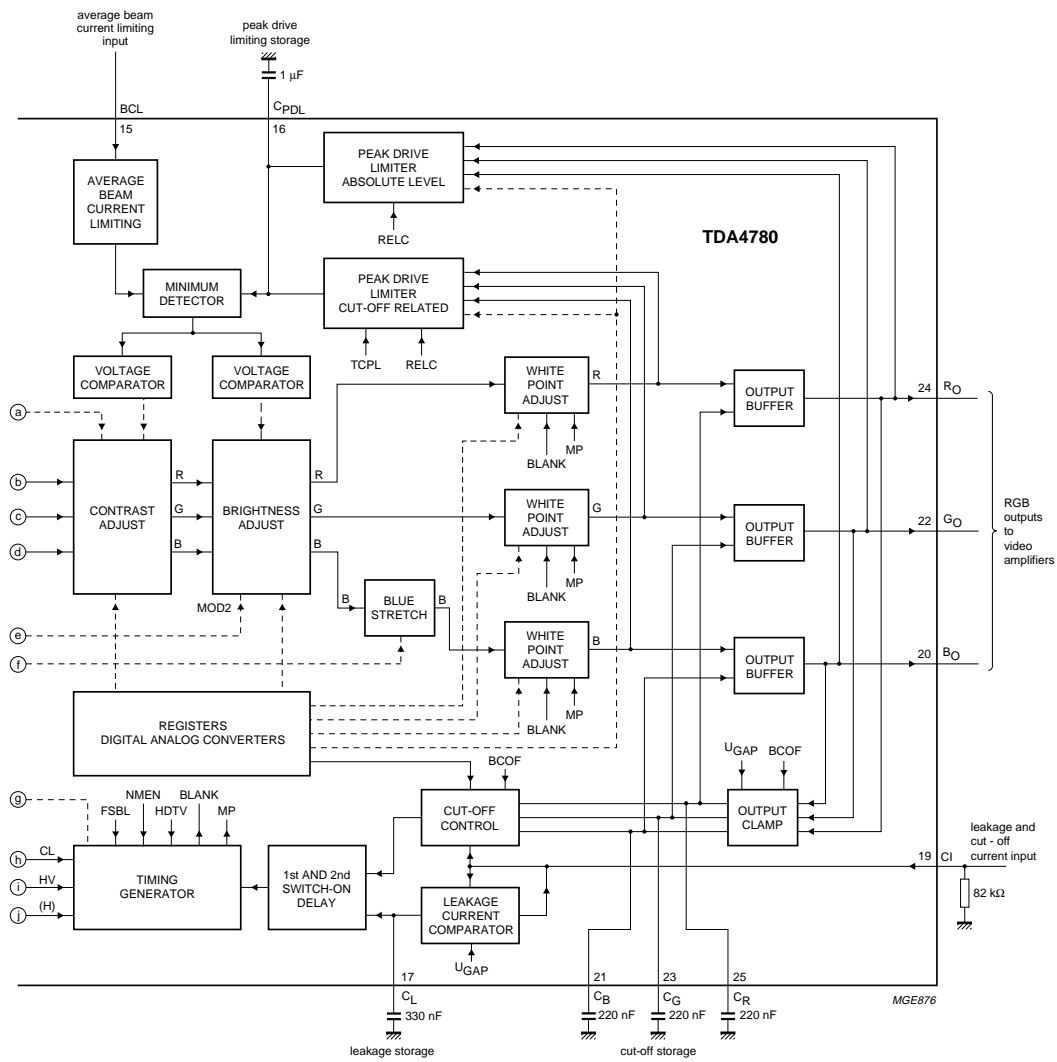 average beam
current limiting
input
peak drive
limiting storage
1 μF
BCL
CPDL
15
16
PEAK DRIVE
LIMITER
ABSOLUTE LEVEL
AVERAGE
BEAM
CURRENT
LIMITING
RELC
TDA4780
MINIMUM
DETECTOR
PEAK DRIVE
LIMITER
CUT-OFF RELATED
TCPL
RELC
VOLTAGE
COMPARATOR
VOLTAGE
COMPARATOR
WHITE
POINT
ADJUST
R
OUTPUT
BUFFER
24
RO
a
MP
BLANK
b
c
d
CONTRAST
ADJUST
R
G
B
BRIGHTNESS
ADJUST
R
G
B
WHITE
POINT
ADJUST
G
OUTPUT
BUFFER
22
GO
RGB
outputs
to
video
amplifiers
MP
BLANK
MOD2
B
BLUE
STRETCH
B
e
f
WHITE
POINT
ADJUST
B
OUTPUT
BUFFER
20
BO
MP
BLANK
REGISTERS
DIGITAL ANALOG CONVERTERS
UGAP
BCOF
BCOF
g
FSBL
NMEN
HDTV
BLANK
MP
CUT-OFF
CONTROL
OUTPUT
CLAMP
leakage and
cut - off
current input
19
CI
82 kΩ
h
CL
i
HV
j
(H)
TIMING
GENERATOR
1st AND 2nd
SWITCH-ON
DELAY
LEAKAGE
CURRENT
COMPARATOR
UGAP
17
21
23
25
CL
CB
CG
CR
MGE876
330 nF
220 nF
220 nF
220 nF
leakage storage
cut-off storage